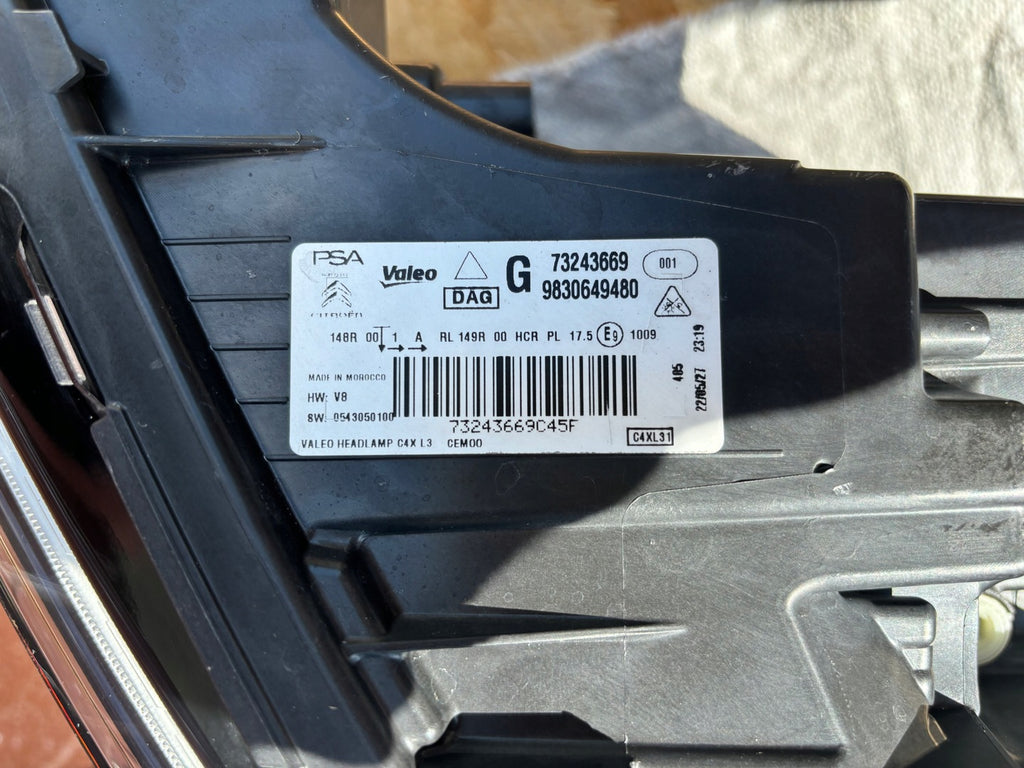 PSA
CITROËN
Valeo
DAG
G
73243669
9830649480
001
148R 00 1 A RL 149R 00 HCR PL 17.5 E9 1009
MADE IN MOROCCO
HW: V8
SW: 0543050100
73243669C45F
VALEO HEADLAMP C4X L3 CEM00
C4XL31
485
22/05/27 23:19